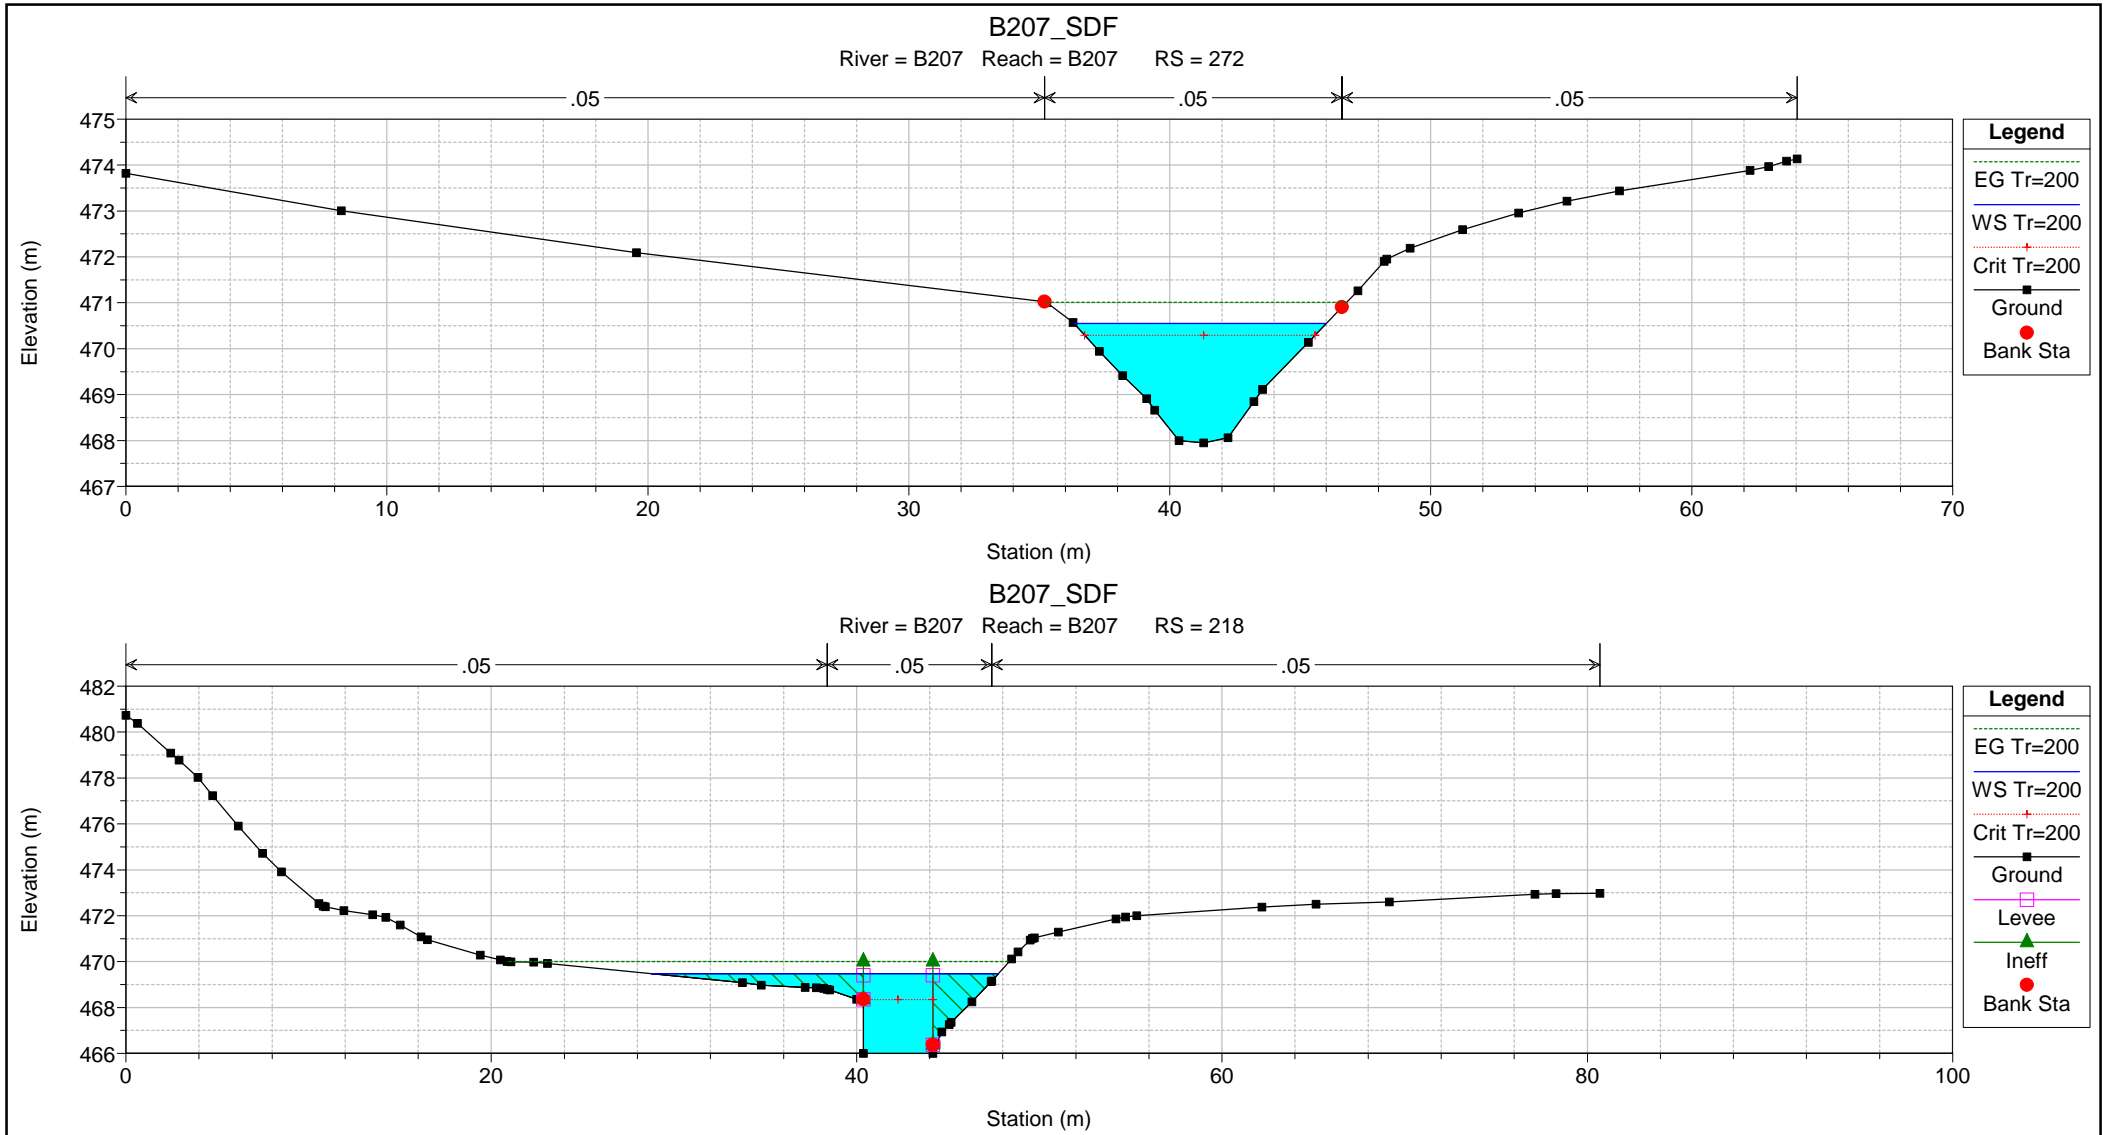 B207_SDF
River = B207 Reach = B207 RS = 272
.05 .05 .05
475
474
473
472
471
470
469
468
467
Elevation (m)
0 10 20 30 40 50 60 70
Station (m)
Legend
EG Tr=200
WS Tr=200
Crit Tr=200
Ground
Bank Sta
B207_SDF
River = B207 Reach = B207 RS = 218
.05 .05 .05
482
480
478
476
474
472
470
468
466
Elevation (m)
0 20 40 60 80 100
Station (m)
Legend
EG Tr=200
WS Tr=200
Crit Tr=200
Ground
Levee
Ineff
Bank Sta